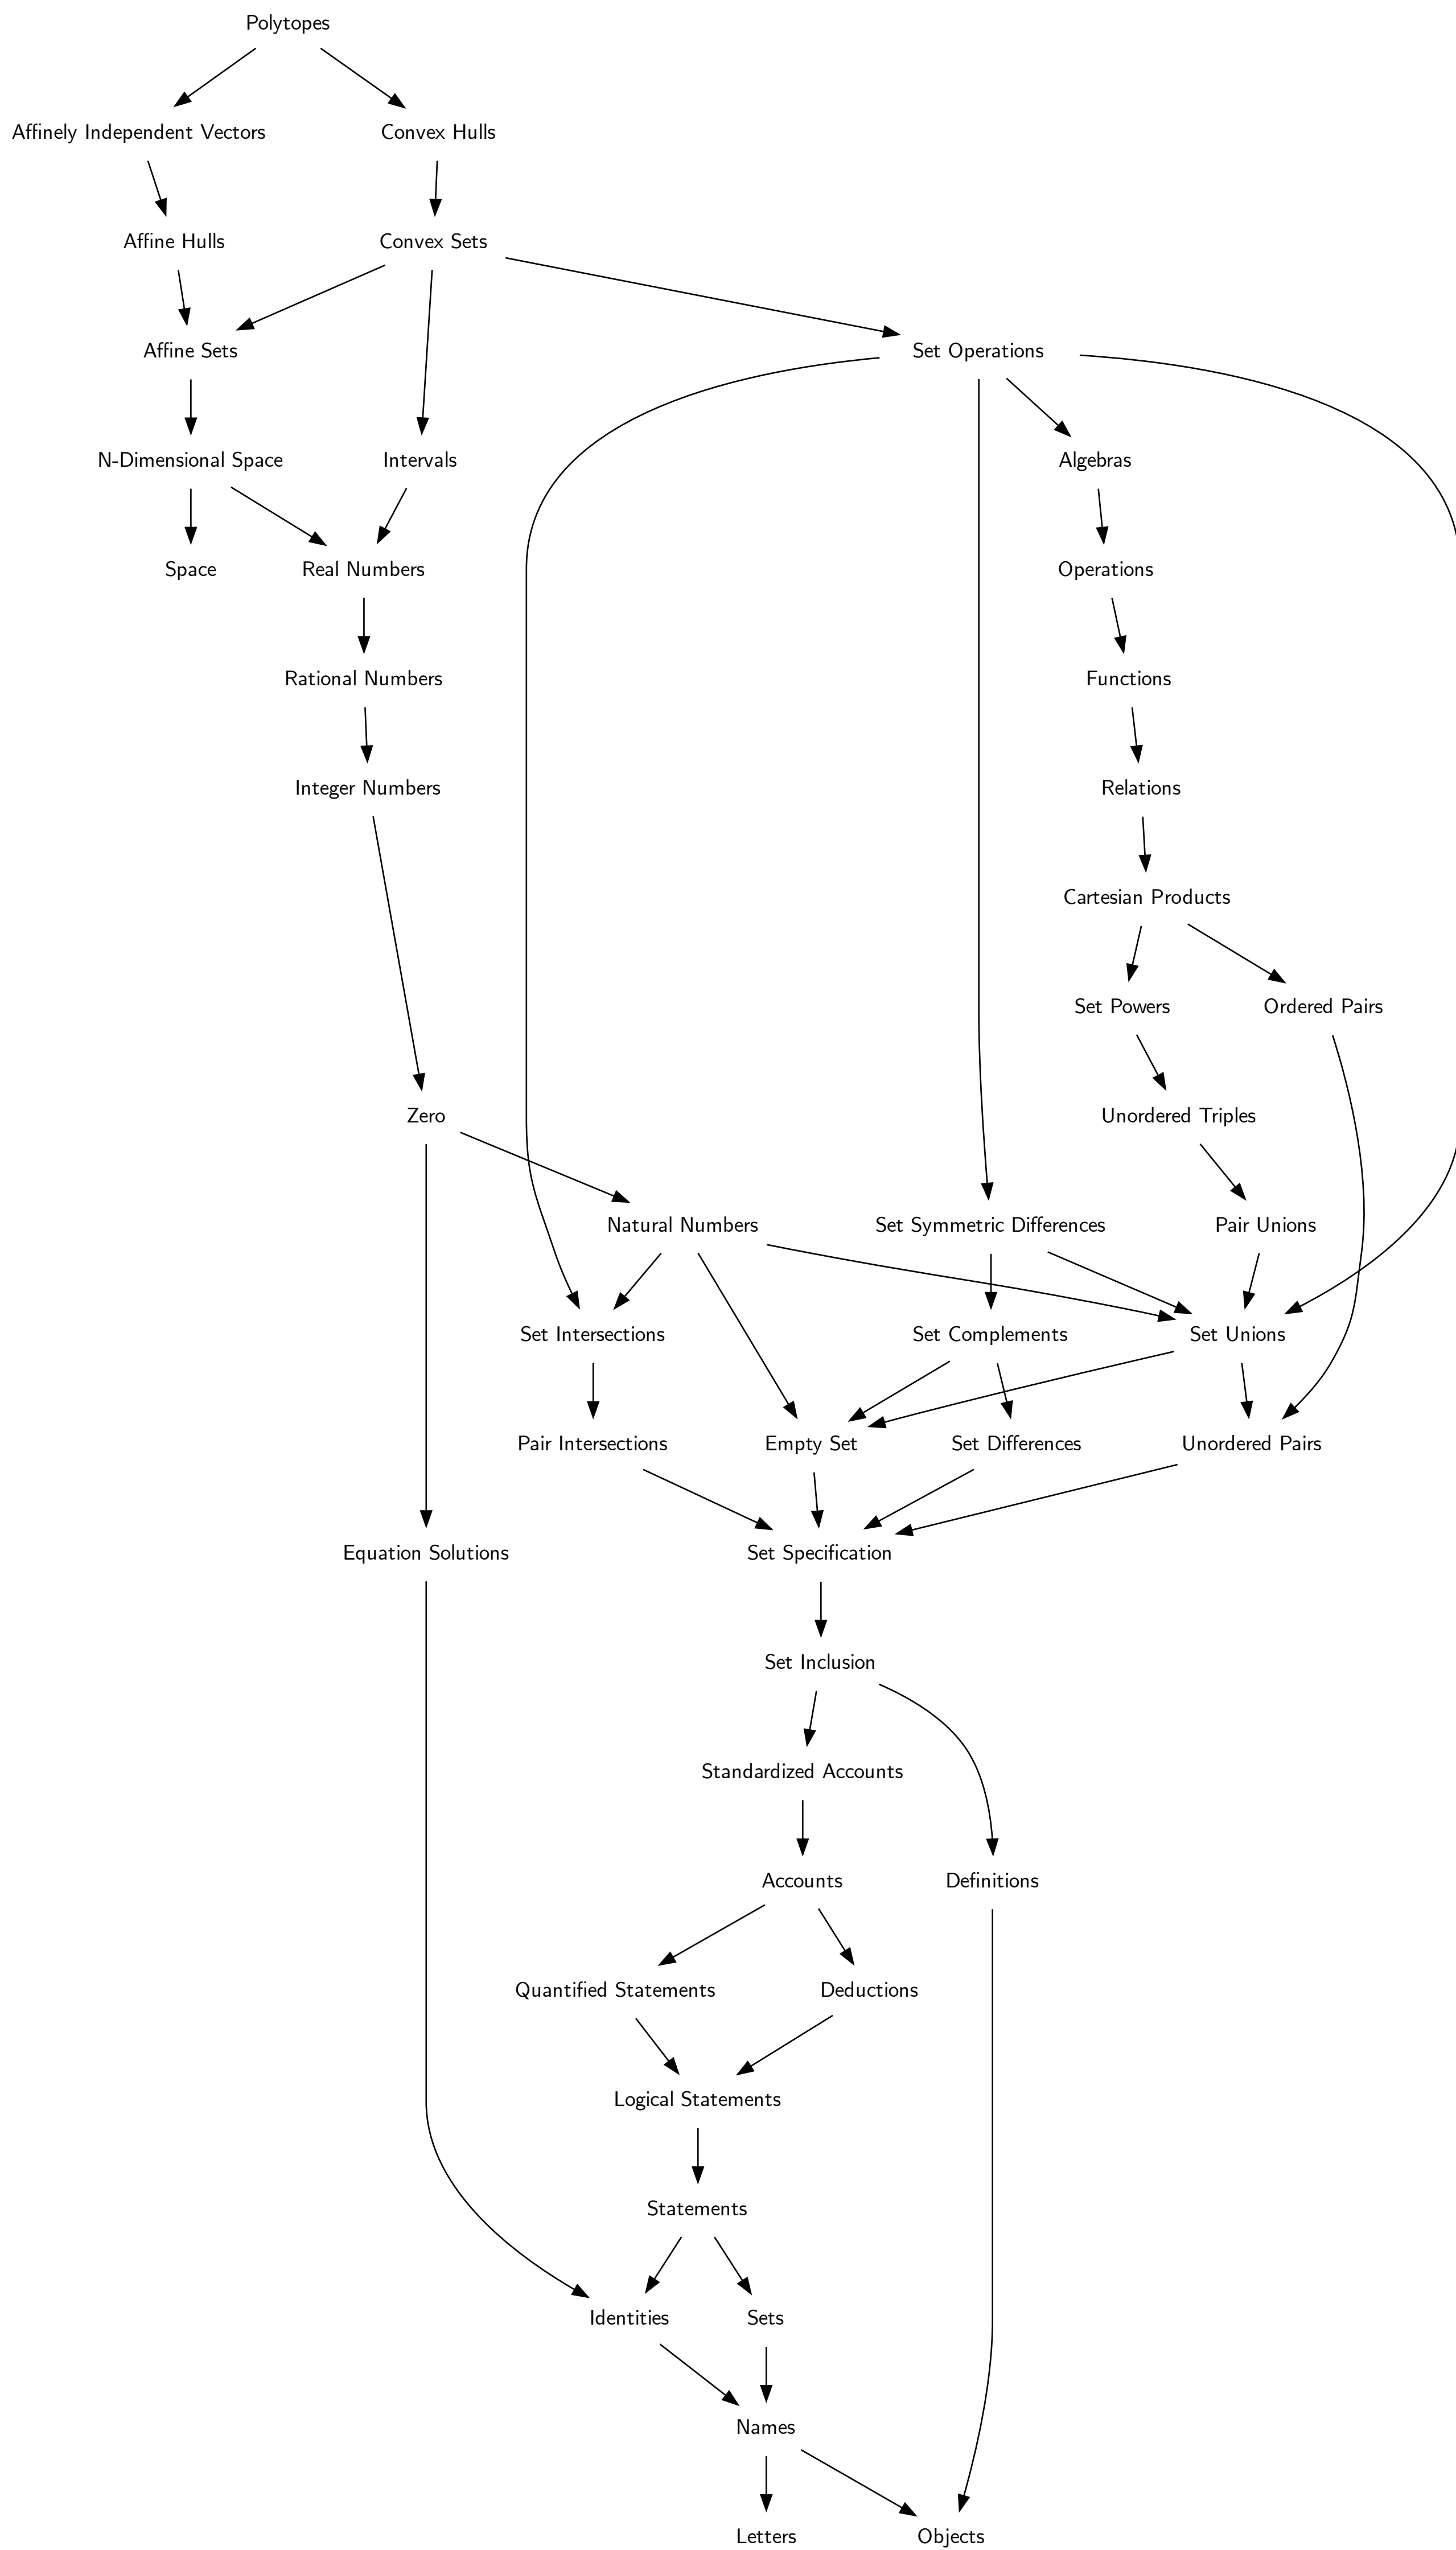 Polytopes
Affinely Independent Vectors
Convex Hulls
Affine Hulls
Convex Sets
Affine Sets
Set Operations
N-Dimensional Space
Intervals
Algebras
Space
Real Numbers
Operations
Rational Numbers
Functions
Integer Numbers
Relations
Cartesian Products
Set Powers
Ordered Pairs
Zero
Unordered Triples
Natural Numbers
Set Symmetric Differences
Pair Unions
Set Intersections
Set Complements
Set Unions
Pair Intersections
Empty Set
Set Differences
Unordered Pairs
Equation Solutions
Set Specification
Set Inclusion
Standardized Accounts
Accounts
Definitions
Quantified Statements
Deductions
Logical Statements
Statements
Identities
Sets
Names
Letters
Objects